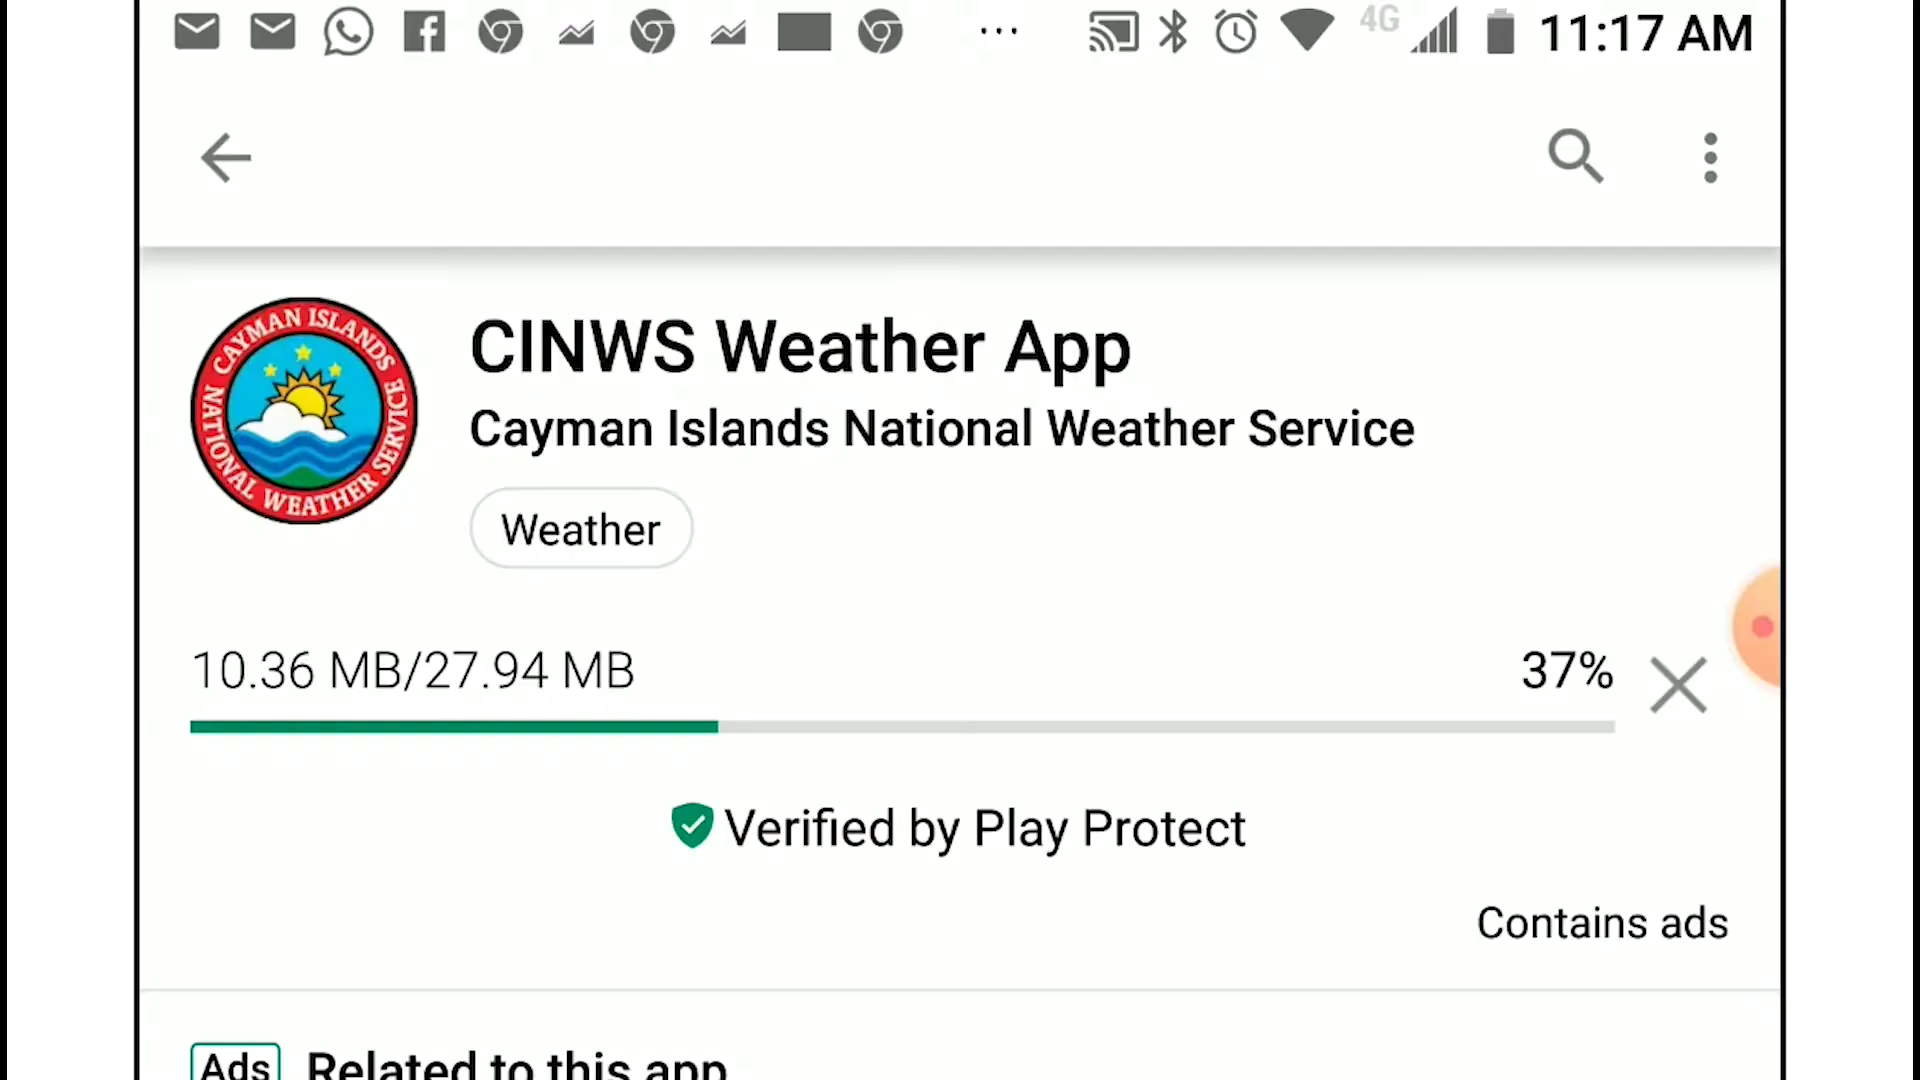 4G 11:17 AM
CAYMAN ISLANDS
NATIONAL WEATHER SERVICE
CINWS Weather App
Cayman Islands National Weather Service
Weather
10.36 MB/27.94 MB
37%
Verified by Play Protect
Contains ads
Ads Related to this app